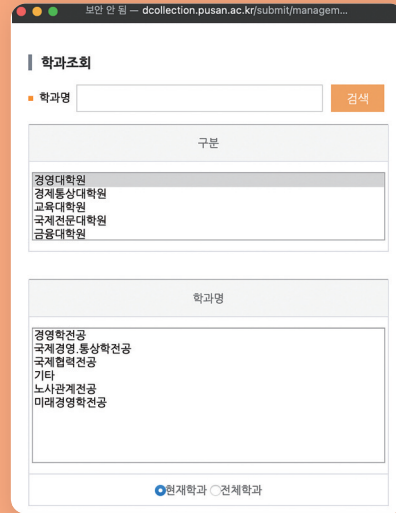 보안 안 됨 — dcollection.pusan.ac.kr/submit/managem...
학과조회
학과명
검색
구분
경영대학원
경제통상대학원
교육대학원
국제전문대학원
금융대학원
학과명
경영학전공
국제경영.통상학전공
국제협력전공
기타
노사관계전공
미래경영학전공
현재학과 전체학과